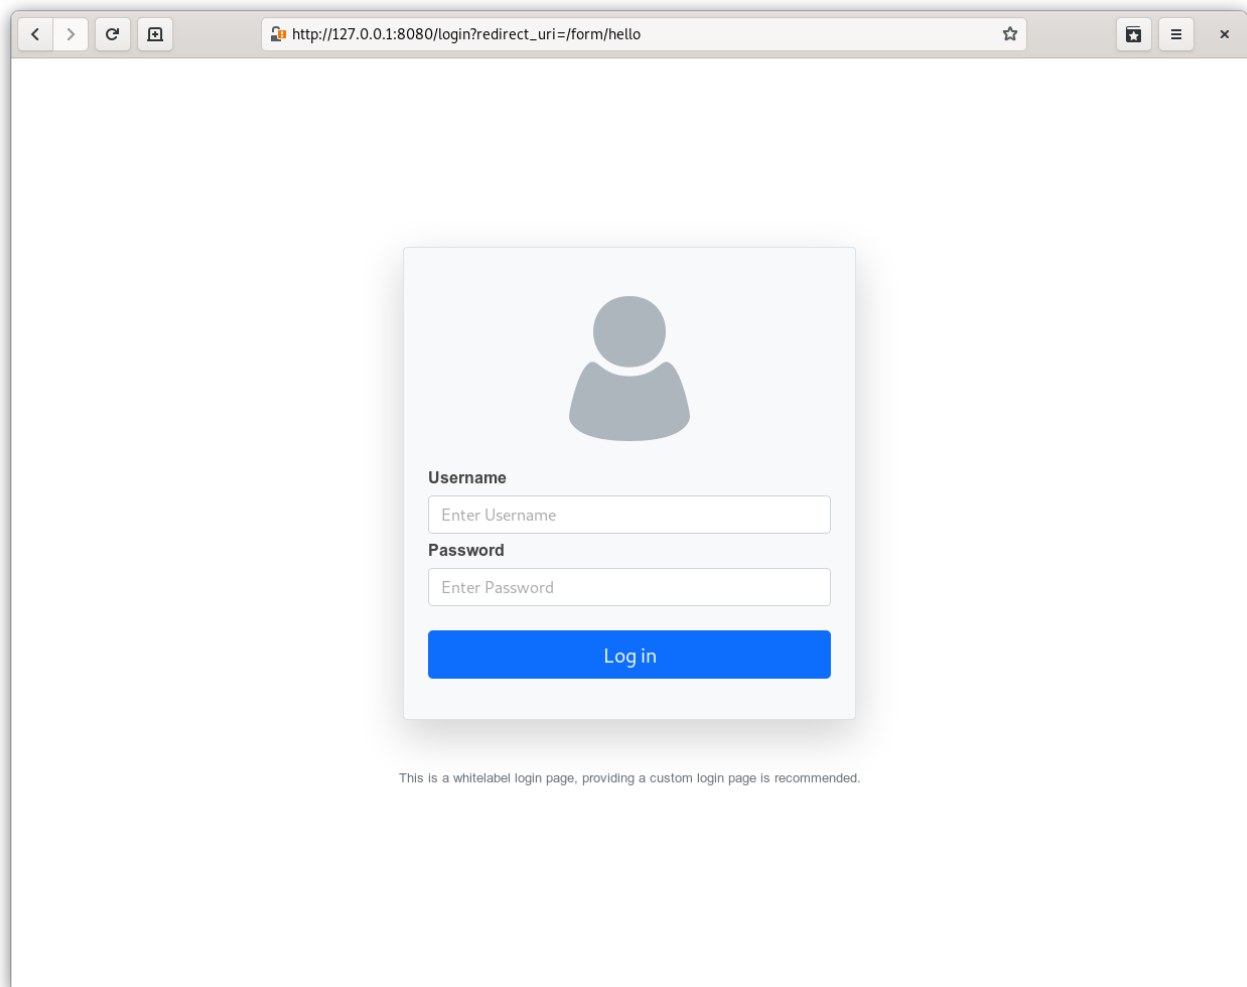 http://127.0.0.1:8080/login?redirect_uri=/form/hello
Username
Enter Username
Password
Enter Password
Log in
This is a whitelabel login page, providing a custom login page is recommended.